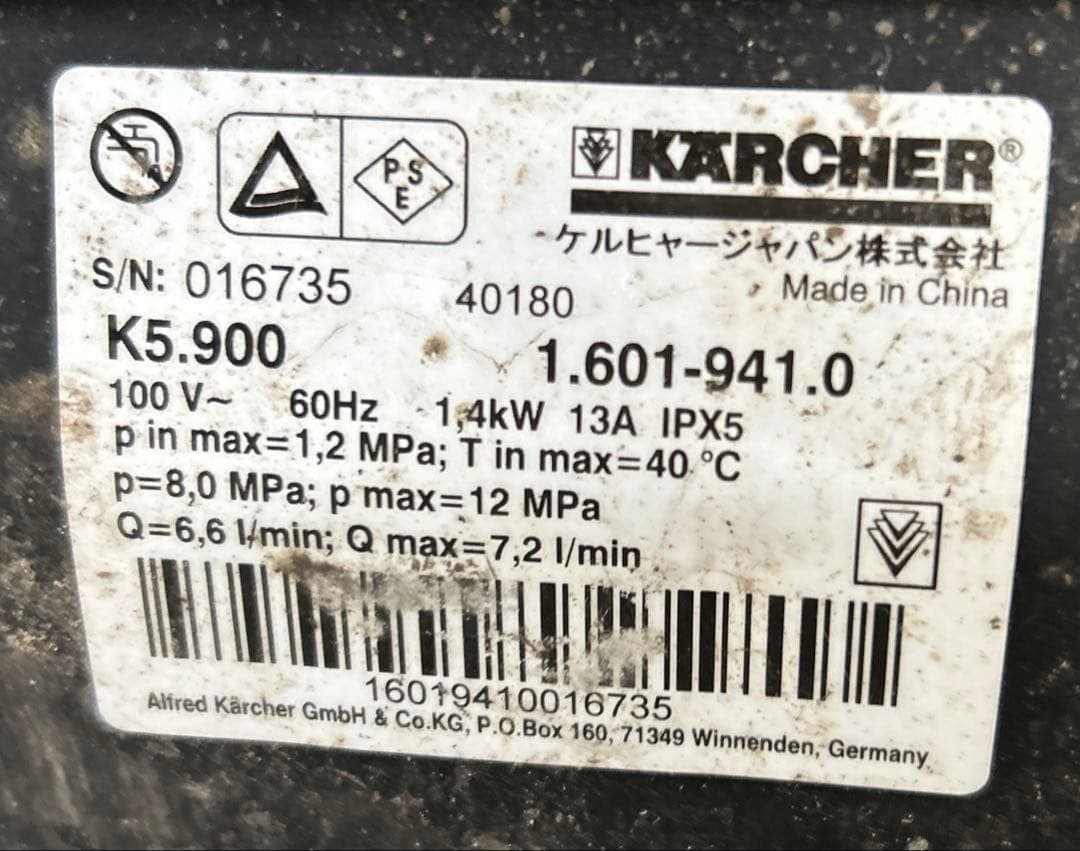 PSE
KÄRCHER®
ケルヒャージャパン株式会社
Made in China
S/N: 016735 40180
K5.900 1.601-941.0
100 V~ 60Hz 1,4kW 13A IPX5
p in max=1,2 MPa; T in max=40 °C
p=8,0 MPa; p max=12 MPa
Q=6,6 l/min; Q max=7,2 l/min
16019410016735
Alfred Kärcher GmbH & Co.KG, P.O.Box 160, 71349 Winnenden, Germany